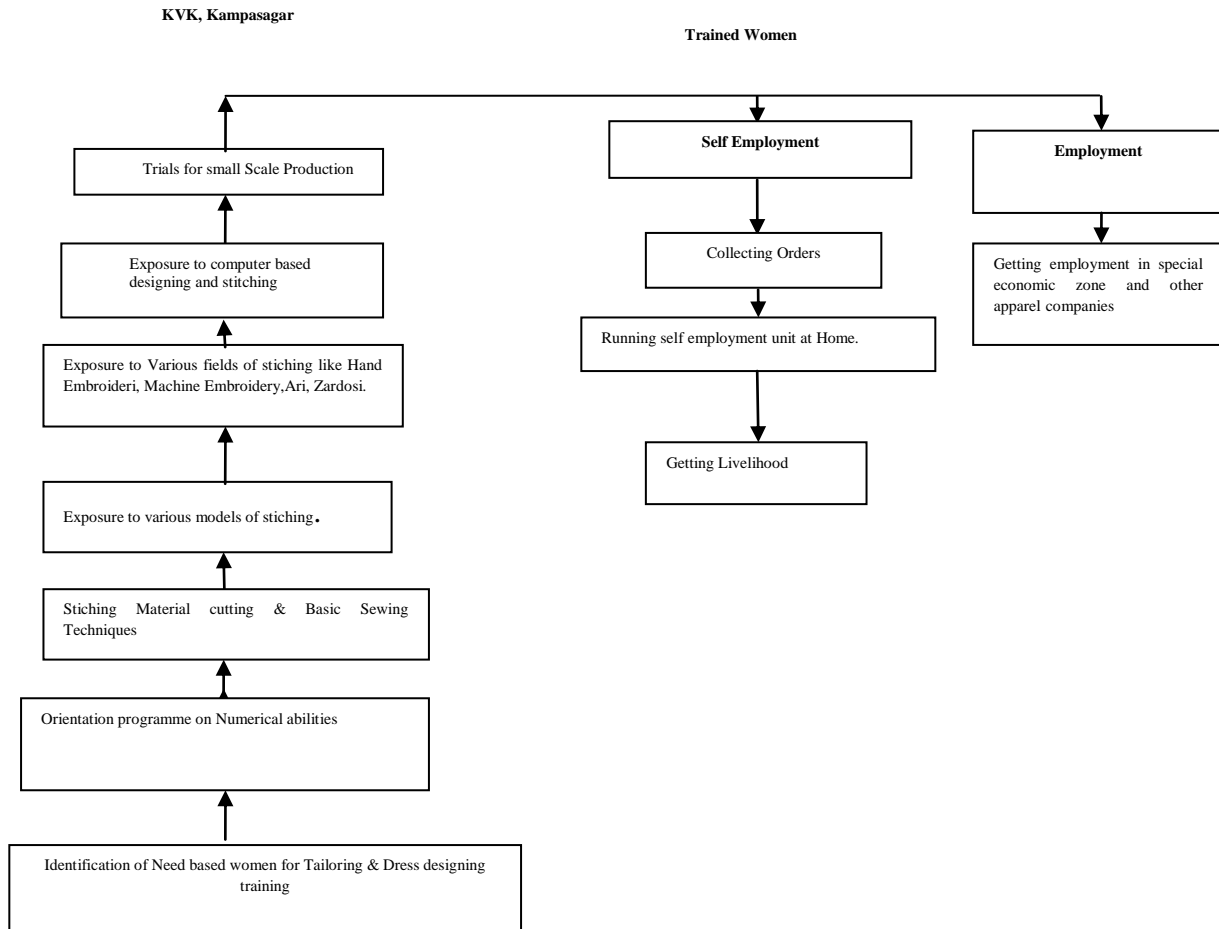 KVK, Kampasagar
Trained Women
Trials for small Scale Production
Exposure to computer based
designing and stitching
Exposure to Various fields of stiching like Hand
Embroideri, Machine Embroidery,Ari, Zardosi.
Exposure to various models of stiching.
Stiching Material cutting & Basic Sewing
Techniques
Orientation programme on Numerical abilities
Identification of Need based women for Tailoring & Dress designing
training
Self Employment
Collecting Orders
Running self employment unit at Home.
Getting Livelihood
Employment
Getting employment in special
economic zone and other
apparel companies